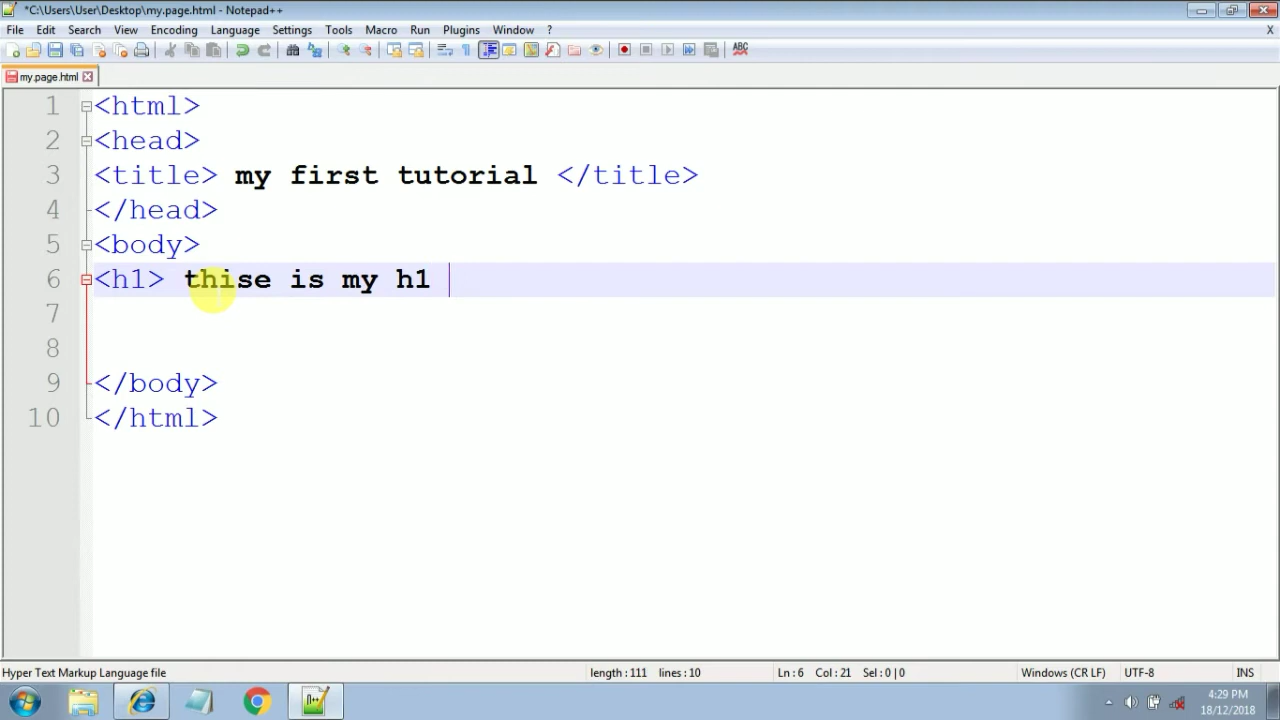 *C:\Users\User\Desktop\my.page.html - Notepad++
File Edit Search View Encoding Language Settings Tools Macro Run Plugins Window ? X
ABC
my.page.html
1 <html>
2 <head>
3 <title> my first tutorial </title>
4 </head>
5 <body>
6 <h1> thise is my h1
7
8
9 </body>
10 </html>
Hyper Text Markup Language file length : 111 lines : 10 Ln : 6 Col : 21 Sel : 0 | 0 Windows (CR LF) UTF-8 INS
4:29 PM
18/12/2018